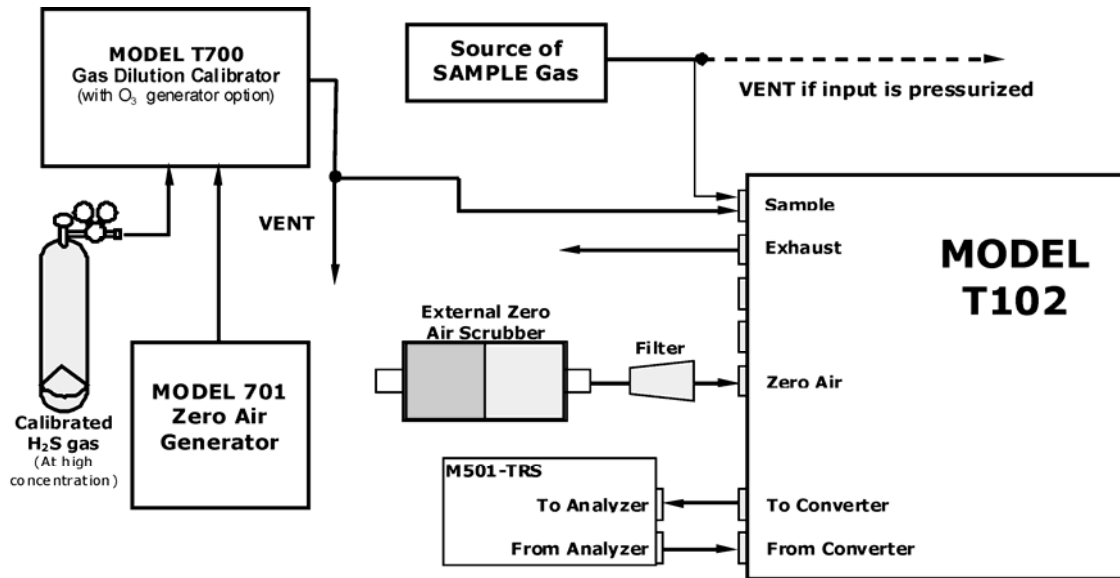 MODEL T700
Gas Dilution Calibrator
(with O₃ generator option)
Source of
SAMPLE Gas
VENT if input is pressurized
VENT
Sample
Exhaust
MODEL
T102
External Zero
Air Scrubber
Filter
Zero Air
MODEL 701
Zero Air
Generator
Calibrated
H₂S gas
(At high
concentration)
M501-TRS
To Analyzer
From Analyzer
To Converter
From Converter